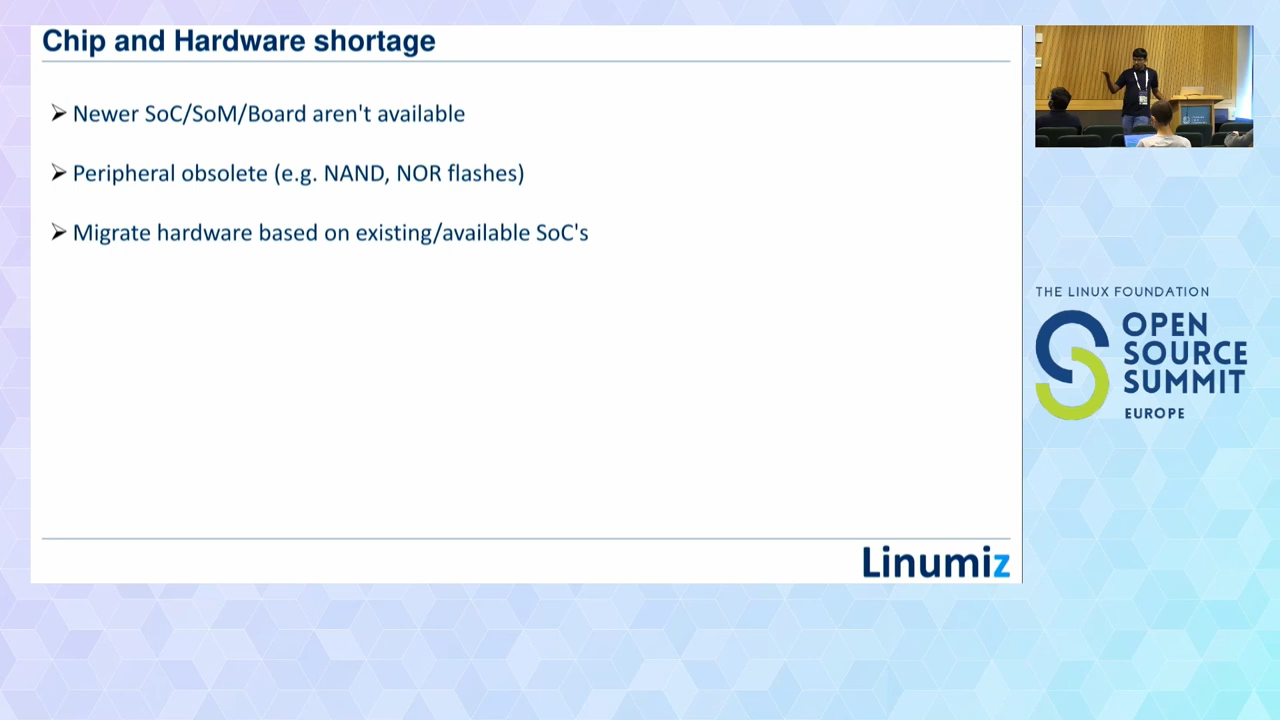 Chip and Hardware shortage
Newer SoC/SoM/Board aren't available
Peripheral obsolete (e.g. NAND, NOR flashes)
Migrate hardware based on existing/available SoC's
Linumiz
THE LINUX FOUNDATION
OPEN
SOURCE
SUMMIT
EUROPE